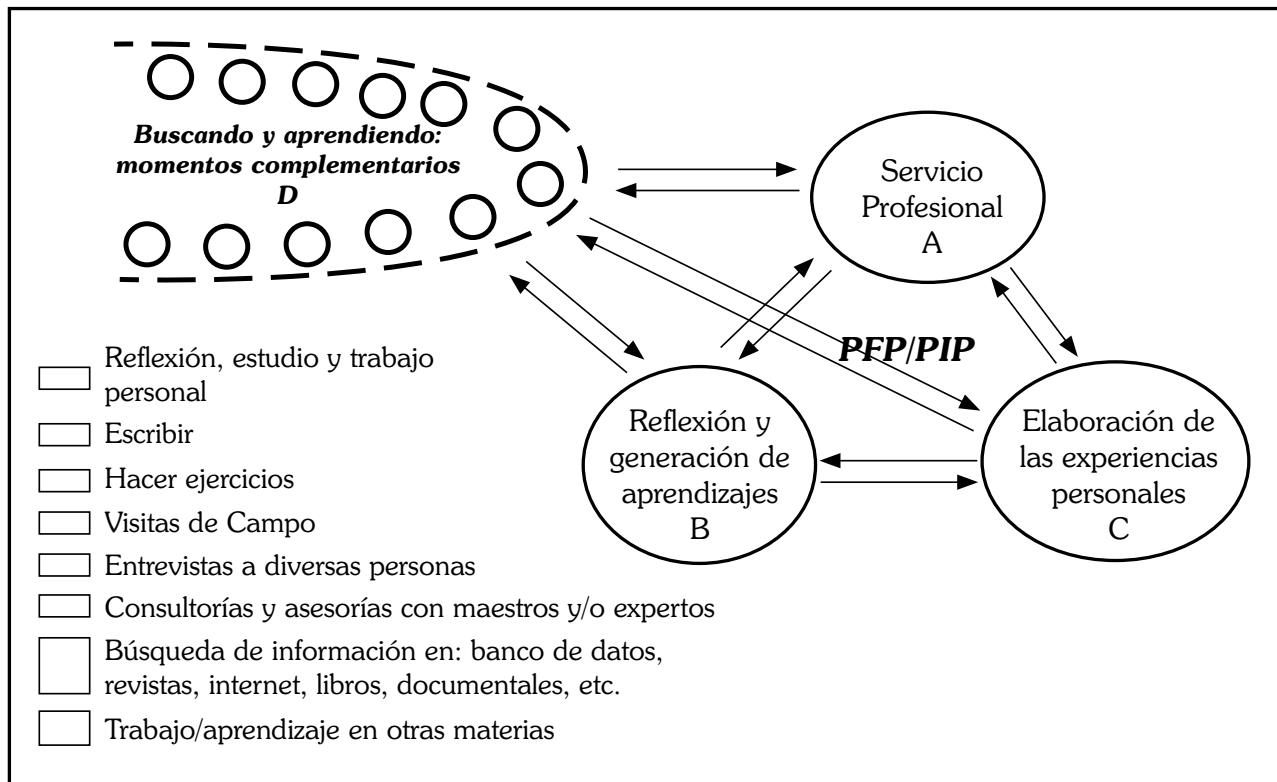 Buscando y aprendiendo:
momentos complementarios
D
Servicio
Profesional
A
PFP/PIP
Reflexión y
generación de
aprendizajes
B
Elaboración de
las experiencias
personales
C
Reflexión, estudio y trabajo
personal
Escribir
Hacer ejercicios
Visitas de Campo
Entrevistas a diversas personas
Consultorías y asesorías con maestros y/o expertos
Búsqueda de información en: banco de datos,
revistas, internet, libros, documentales, etc.
Trabajo/aprendizaje en otras materias